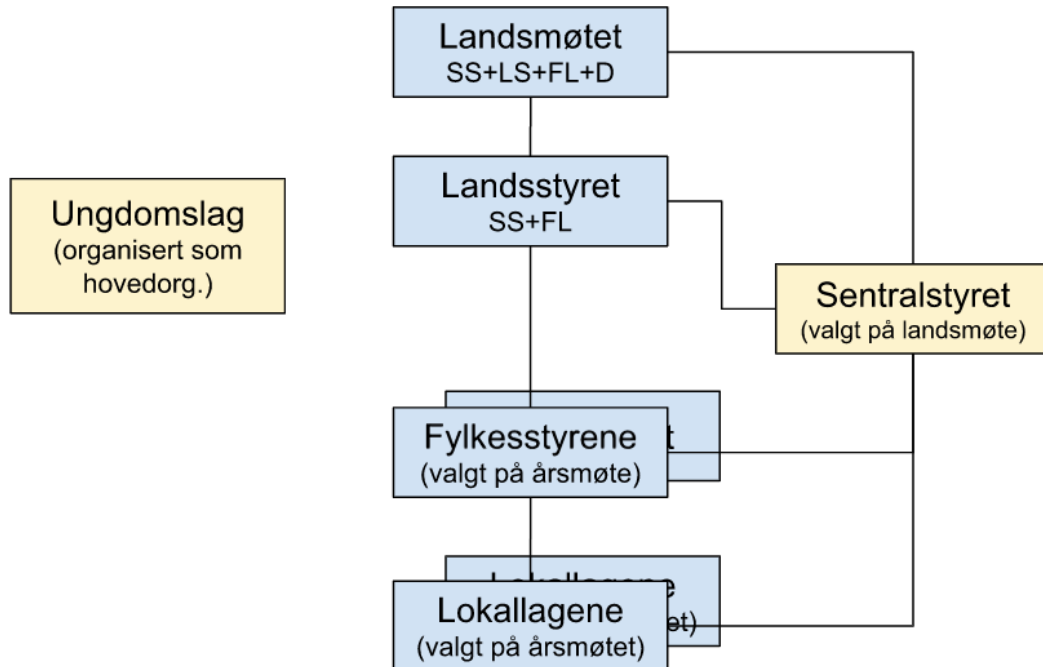 Landsmøtet
SS+LS+FL+D
Landsstyret
SS+FL
Ungdomslag
(organisert som
hovedorg.)
Sentralstyret
(valgt på landsmøte)
Fylkesstyrene
(valgt på årsmøte)
Lokallagene
Lokallagene
(valgt på årsmøtet)